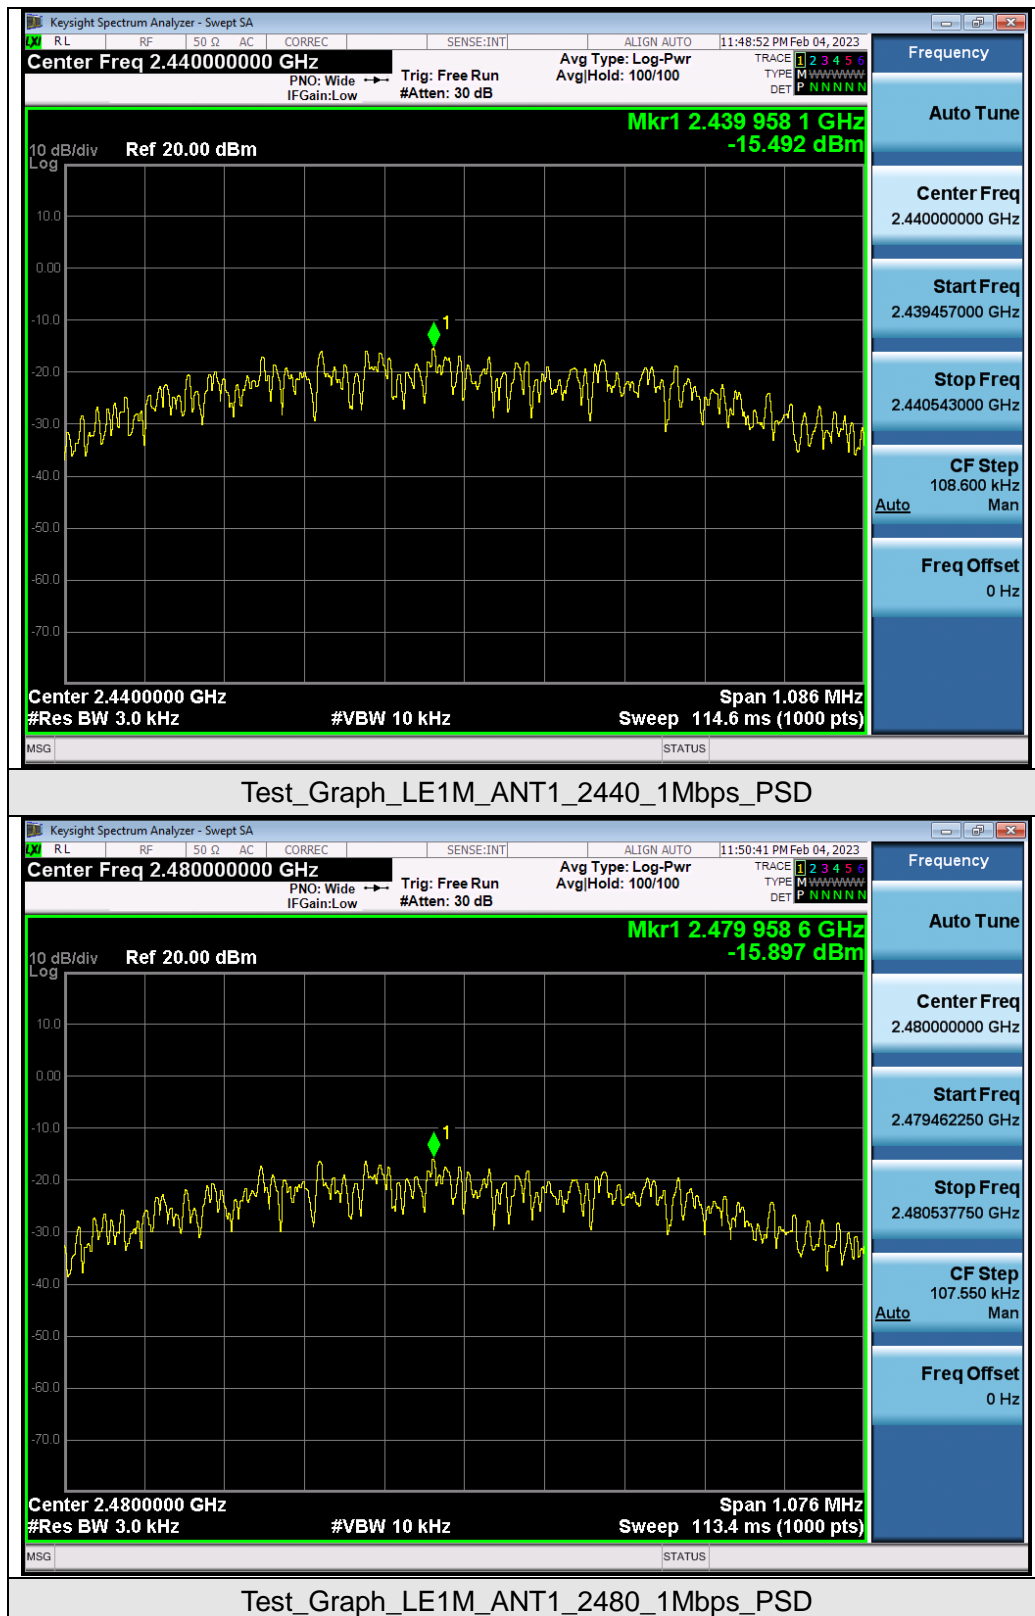 Keysight Spectrum Analyzer - Swept SA
LXI RL RF 50 Ω AC CORREC SENSE:INT ALIGN AUTO 11:48:52 PM Feb 04, 2023
Center Freq 2.440000000 GHz
PNO: Wide
IFGain:Low
Trig: Free Run
#Atten: 30 dB
Avg Type: Log-Pwr
Avg|Hold: 100/100
TRACE 1 2 3 4 5 6
TYPE M WWWWW
DET P N N N N N
Mkr1 2.439 958 1 GHz
-15.492 dBm
10 dB/div Ref 20.00 dBm
Log
10.0
0.00
-10.0
1
-20.0
-30.0
-40.0
-50.0
-60.0
-70.0
Center 2.4400000 GHz Span 1.086 MHz
#Res BW 3.0 kHz #VBW 10 kHz Sweep 114.6 ms (1000 pts)
MSG STATUS
Frequency
Auto Tune
Center Freq
2.440000000 GHz
Start Freq
2.439457000 GHz
Stop Freq
2.440543000 GHz
CF Step
108.600 kHz
Auto Man
Freq Offset
0 Hz
Test_Graph_LE1M_ANT1_2440_1Mbps_PSD
Keysight Spectrum Analyzer - Swept SA
LXI RL RF 50 Ω AC CORREC SENSE:INT ALIGN AUTO 11:50:41 PM Feb 04, 2023
Center Freq 2.480000000 GHz
PNO: Wide
IFGain:Low
Trig: Free Run
#Atten: 30 dB
Avg Type: Log-Pwr
Avg|Hold: 100/100
TRACE 1 2 3 4 5 6
TYPE M WWWWW
DET P N N N N N
Mkr1 2.479 958 6 GHz
-15.897 dBm
10 dB/div Ref 20.00 dBm
Log
10.0
0.00
-10.0
1
-20.0
-30.0
-40.0
-50.0
-60.0
-70.0
Center 2.4800000 GHz Span 1.076 MHz
#Res BW 3.0 kHz #VBW 10 kHz Sweep 113.4 ms (1000 pts)
MSG STATUS
Frequency
Auto Tune
Center Freq
2.480000000 GHz
Start Freq
2.479462250 GHz
Stop Freq
2.480537750 GHz
CF Step
107.550 kHz
Auto Man
Freq Offset
0 Hz
Test_Graph_LE1M_ANT1_2480_1Mbps_PSD